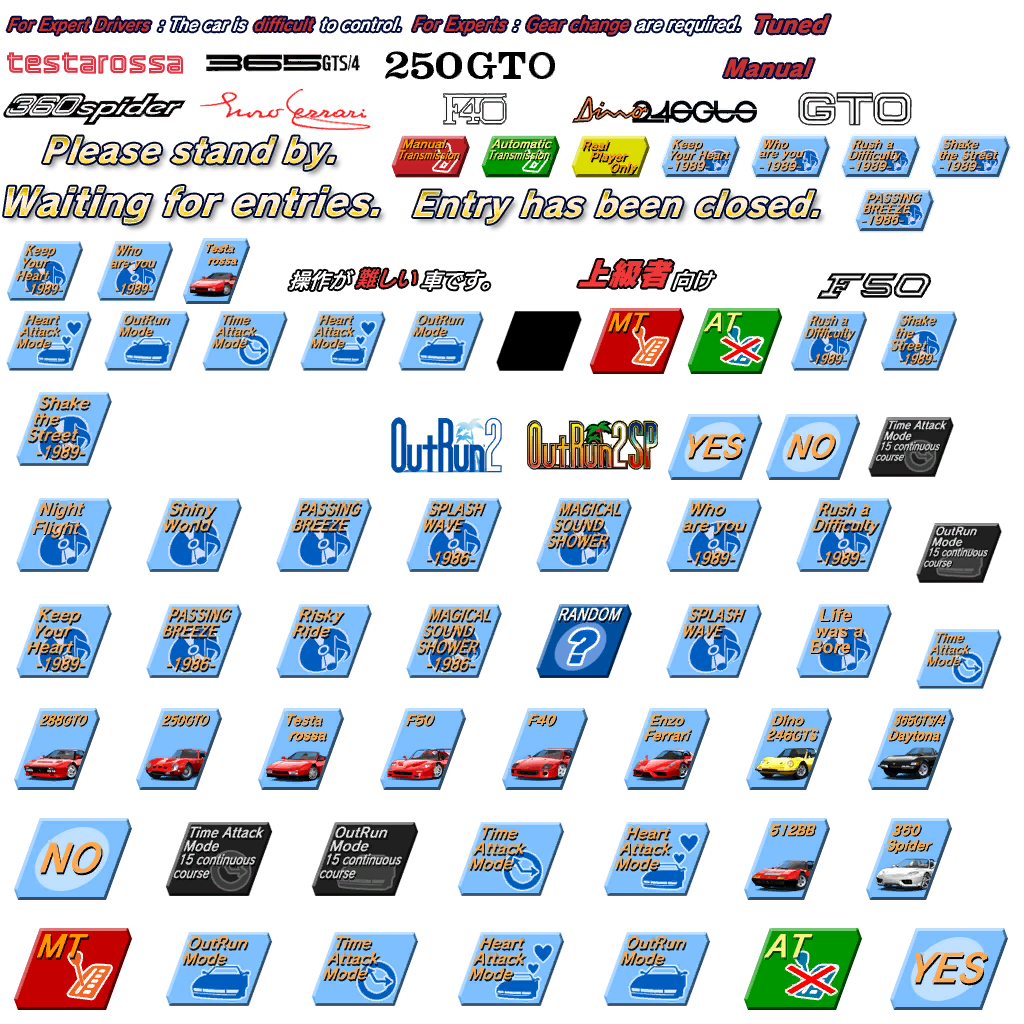 For Expert Drivers : The car is difficult to control. For Experts : Gear change are required. Tuned
testarossa 365GTS/4 250GTO Manual
360spider Enzo Ferrari F40 Dino246GTS GTO
Please stand by.
Manual
Transmission
Automatic
Transmission
Real
Player
Only
Keep
Your Heart
-1989-
Who
are you
-1989-
Rush a
Difficulty
-1989-
Shake
the Street
-1989-
Waiting for entries. Entry has been closed.
PASSING
BREEZE
-1986-
Keep
Your
Heart
-1989-
Who
are you
-1989-
Testa
rossa
操作が難しい車です。
上級者向け
F50
Heart
Attack
Mode
OutRun
Mode
Time
Attack
Mode
Heart
Attack
Mode
OutRun
Mode
MT
AT
Rush a
Difficulty
-1989-
Shake
the
Street
-1989-
Shake
the
Street
-1989-
OutRun2
OutRun2SP
YES
NO
Time Attack
Mode
15 continuous
course
Night
Flight
Shiny
World
PASSING
BREEZE
SPLASH
WAVE
-1986-
MAGICAL
SOUND
SHOWER
Who
are you
-1989-
Rush a
Difficulty
-1989-
OutRun
Mode
15 continuous
course
Keep
Your
Heart
-1989-
PASSING
BREEZE
-1986-
Risky
Ride
MAGICAL
SOUND
SHOWER
-1986-
RANDOM
?
SPLASH
WAVE
Life
was a
Bore
Time
Attack
Mode
288GTO
250GTO
Testa
rossa
F50
F40
Enzo
Ferrari
Dino
246GTS
365GTS/4
Daytona
NO
Time Attack
Mode
15 continuous
course
OutRun
Mode
15 continuous
course
Time
Attack
Mode
Heart
Attack
Mode
512BB
360
Spider
MT
OutRun
Mode
Time
Attack
Mode
Heart
Attack
Mode
OutRun
Mode
AT
YES